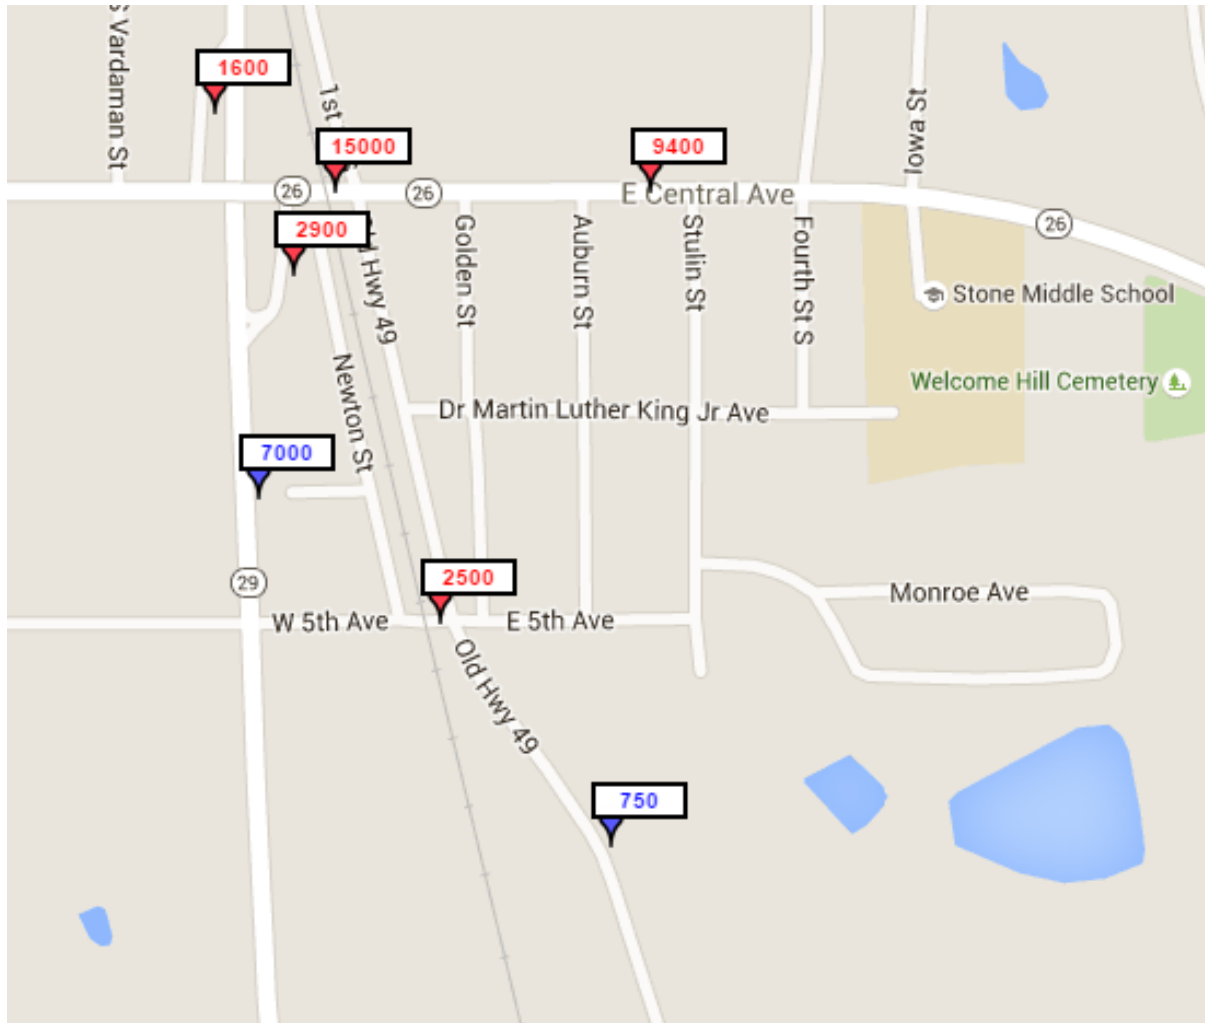 S Vardaman St
1600
1st
15000
9400
Iowa St
26
26
E Central Ave
26
2900
Hwy 49
Golden St
Auburn St
Stulin St
Fourth St S
Stone Middle School
Newton St
Welcome Hill Cemetery
Dr Martin Luther King Jr Ave
7000
29
2500
Monroe Ave
W 5th Ave
E 5th Ave
Old Hwy 49
750